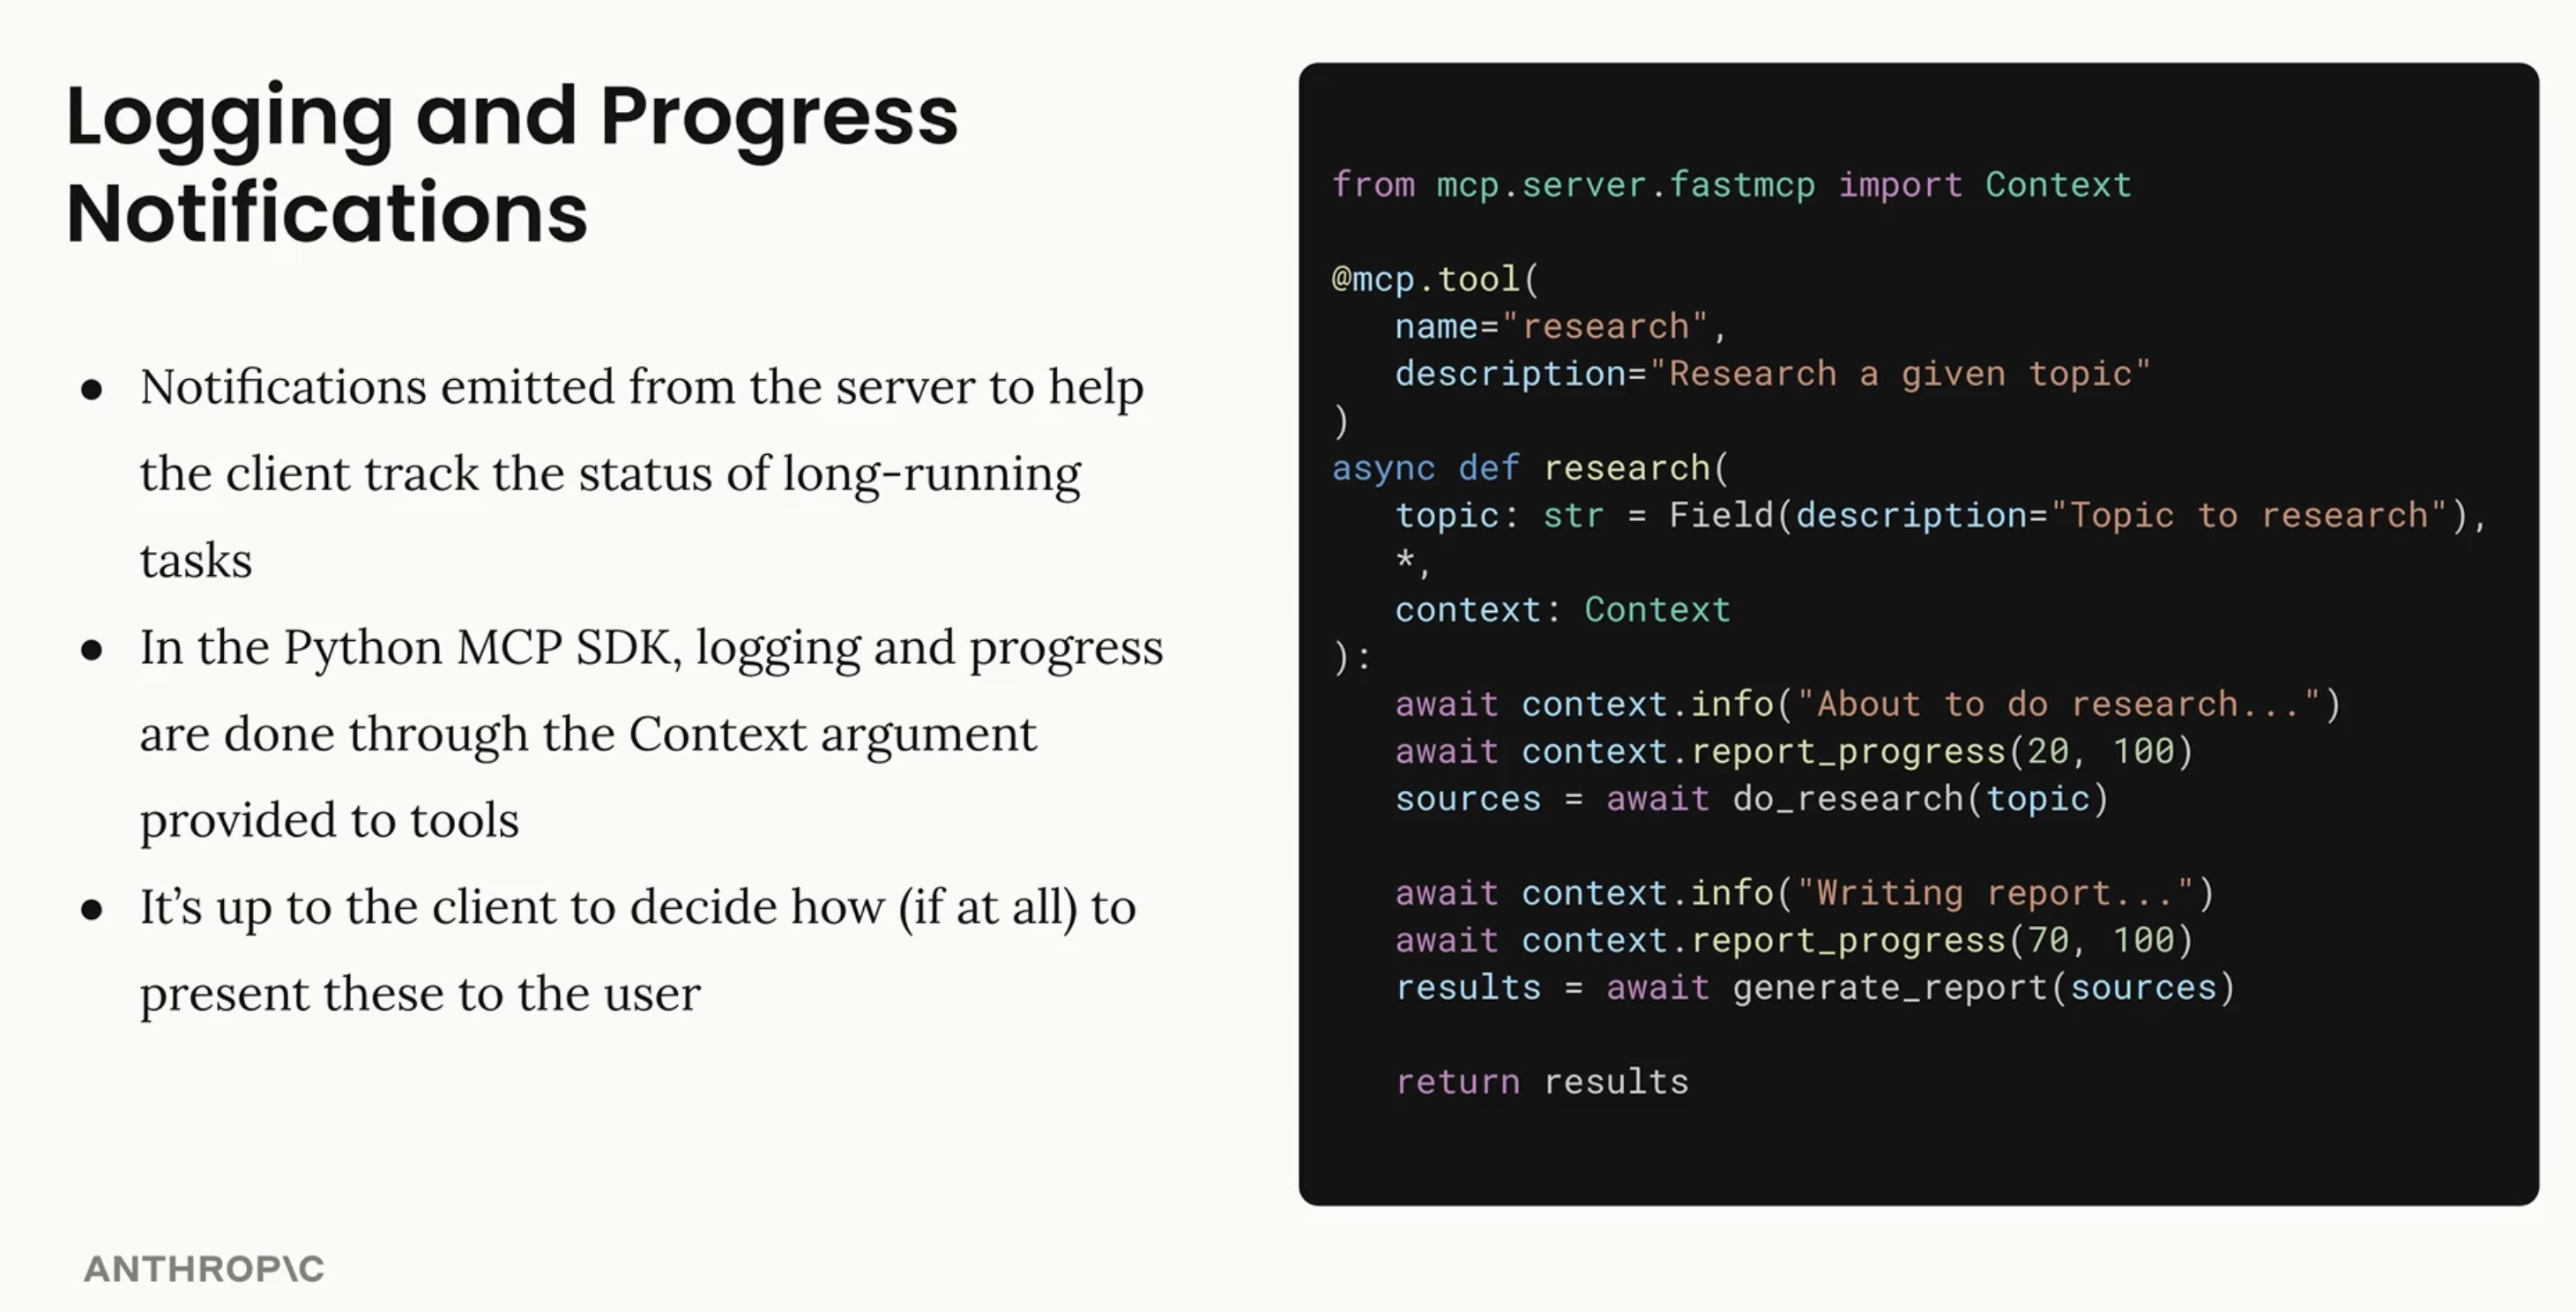 Logging and Progress
Notifications
● Notifications emitted from the server to help
the client track the status of long-running
tasks
● In the Python MCP SDK, logging and progress
are done through the Context argument
provided to tools
● It’s up to the client to decide how (if at all) to
present these to the user
ANTHROP\C
from mcp.server.fastmcp import Context
@mcp.tool(
   name="research",
   description="Research a given topic"
)
async def research(
   topic: str = Field(description="Topic to research"),
   *,
   context: Context
):
   await context.info("About to do research...")
   await context.report_progress(20, 100)
   sources = await do_research(topic)
   await context.info("Writing report...")
   await context.report_progress(70, 100)
   results = await generate_report(sources)
   return results